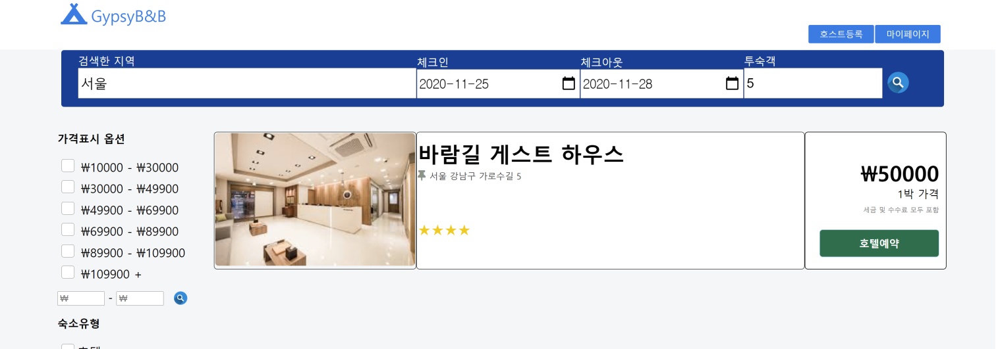 GypsyB&B
호스트등록 마이페이지
검색한 지역 체크인 체크아웃 투숙객
서울 2020-11-25 2020-11-28 5
가격표시 옵션
₩10000 - ₩30000
₩30000 - ₩49900
₩49900 - ₩69900
₩69900 - ₩89900
₩89900 - ₩109900
₩109900 +
₩ - ₩
숙소유형
바람길 게스트 하우스
서울 강남구 가로수길 5
★★★★
₩50000
1박 가격
세금 및 수수료 모두 포함
호텔예약